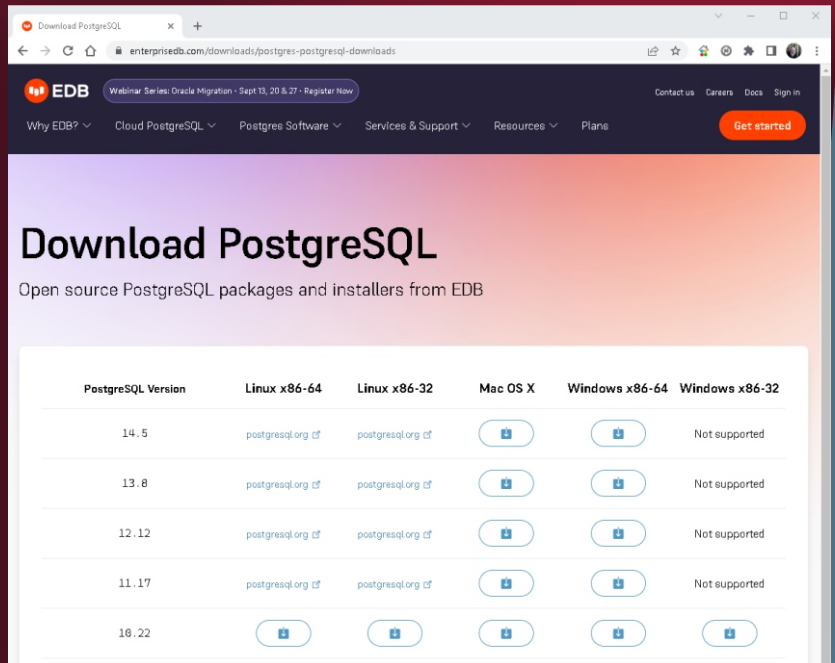 Download PostgreSQL
enterprisedb.com/downloads/postgres-postgresql-downloads
EDB
Webinar Series: Oracle Migration - Sept 13, 20 & 27 - Register Now
Contact us Careers Docs Sign in
Why EDB? Cloud PostgreSQL Postgres Software Services & Support Resources Plans Get started
Download PostgreSQL
Open source PostgreSQL packages and installers from EDB
PostgreSQL Version Linux x86-64 Linux x86-32 Mac OS X Windows x86-64 Windows x86-32
14.5 postgresql.org postgresql.org Not supported
13.8 postgresql.org postgresql.org Not supported
12.12 postgresql.org postgresql.org Not supported
11.17 postgresql.org postgresql.org Not supported
10.22